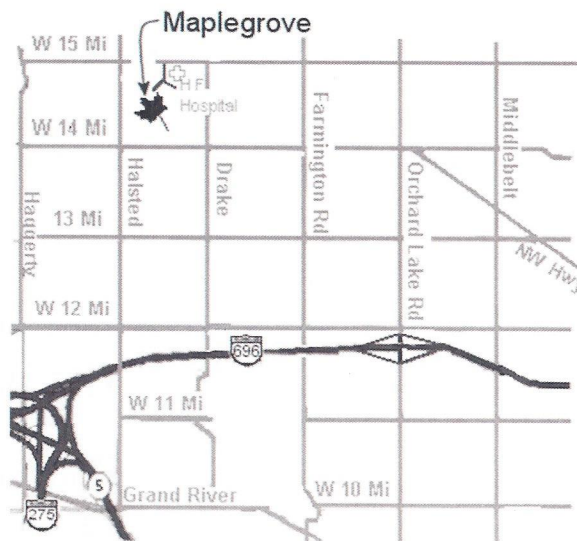 Maplegrove
W 15 Mi
H F
Hospital
W 14 Mi
Haggerty
Halsted
Drake
Farmington Rd
Orchard Lake Rd
Middlebelt
13 Mi
NW Hwy
W 12 Mi
696
W 11 Mi
5
Grand River
W 10 Mi
275